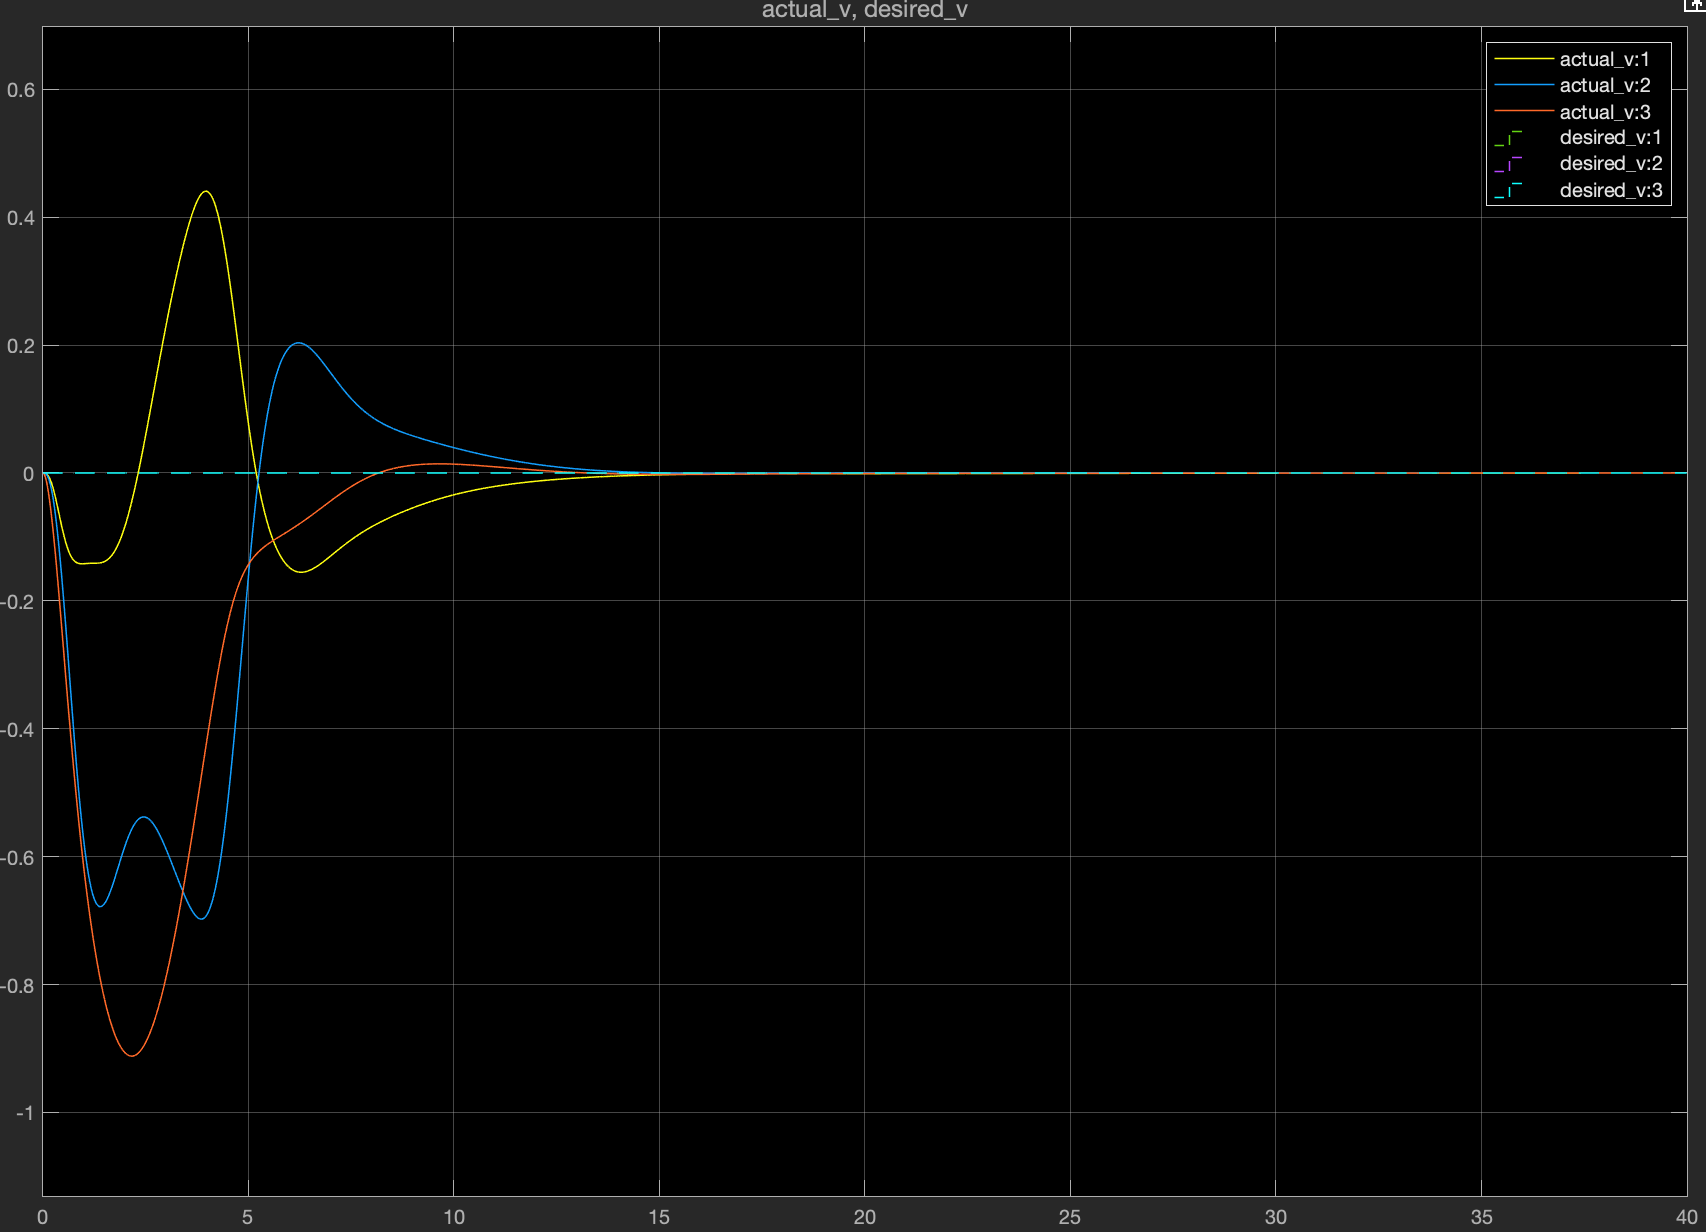 actual_v, desired_v
actual_v:1
actual_v:2
actual_v:3
desired_v:1
desired_v:2
desired_v:3
0.6
0.4
0.2
0
-0.2
-0.4
-0.6
-0.8
-1
0 5 10 15 20 25 30 35 40